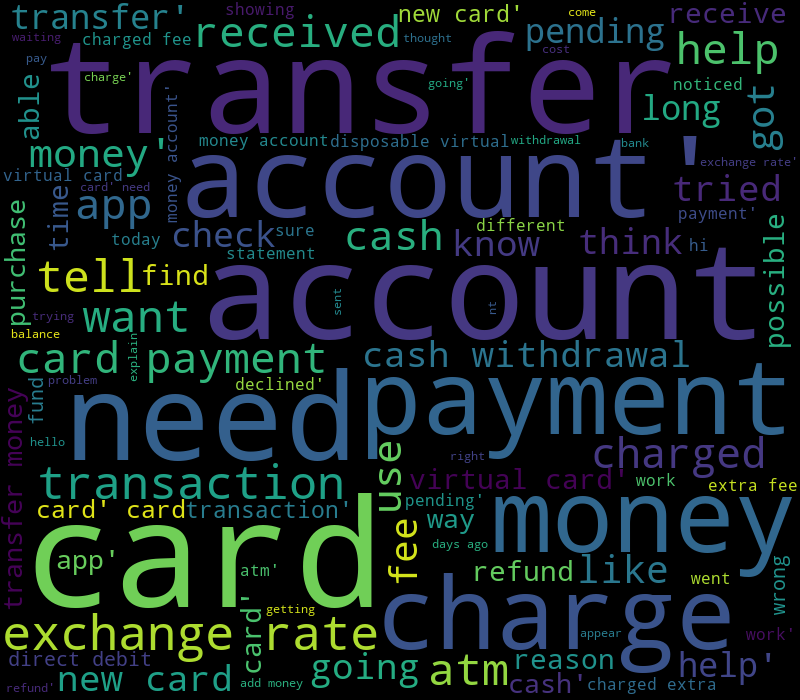 transfer'
showing
new card'
come
receive
waiting
charged fee
received
thought
pending
cost
help
pay
transfer
charge'
going'
noticed
able
long
got
money account'
money'
money account
disposable virtual
withdrawal
bank
account'
exchange rate'
virtual card
card' need
tried
time
app
payment'
purchase
check
sure
cash
different
know
think
hi
today
statement
possible
tell
find
account
sent
nt
want
trying
balance
explain
card payment
cash withdrawal
problem
fund
declined'
need
payment
transfer money
hello
right
charged
use
transaction
virtual card'
work
extra fee
card' card
transaction'
pending'
way
money
card
fee
app'
atm'
days ago
refund
like
went
wrong
getting
charge
exchange rate
card'
appear
work'
direct debit
going
reason
help'
refund'
new card
add money
atm
cash'
charged extra